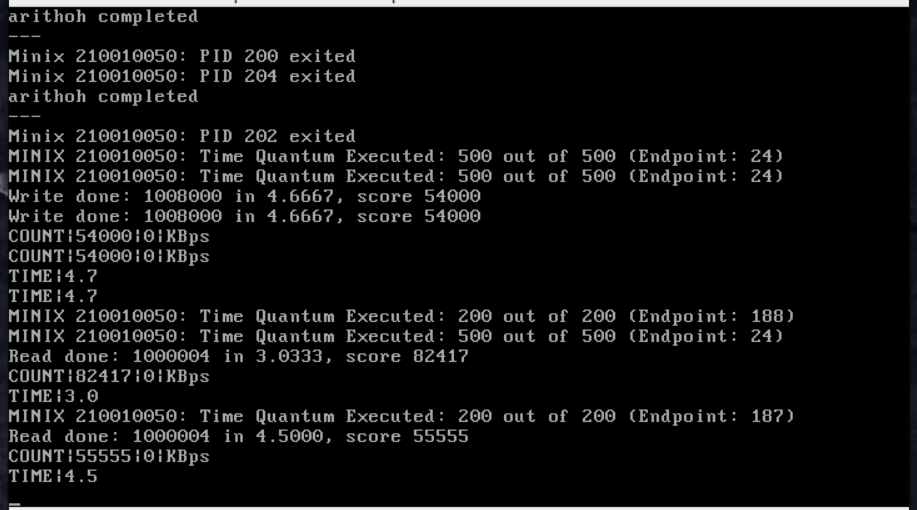 arithoh completed
---
Minix 210010050: PID 200 exited
Minix 210010050: PID 204 exited
arithoh completed
---
Minix 210010050: PID 202 exited
MINIX 210010050: Time Quantum Executed: 500 out of 500 (Endpoint: 24)
MINIX 210010050: Time Quantum Executed: 500 out of 500 (Endpoint: 24)
Write done: 1008000 in 4.6667, score 54000
Write done: 1008000 in 4.6667, score 54000
COUNT|54000|0|KBps
COUNT|54000|0|KBps
TIME|4.7
TIME|4.7
MINIX 210010050: Time Quantum Executed: 200 out of 200 (Endpoint: 188)
MINIX 210010050: Time Quantum Executed: 500 out of 500 (Endpoint: 24)
Read done: 1000004 in 3.0333, score 82417
COUNT|82417|0|KBps
TIME|3.0
MINIX 210010050: Time Quantum Executed: 200 out of 200 (Endpoint: 187)
Read done: 1000004 in 4.5000, score 55555
COUNT|55555|0|KBps
TIME|4.5